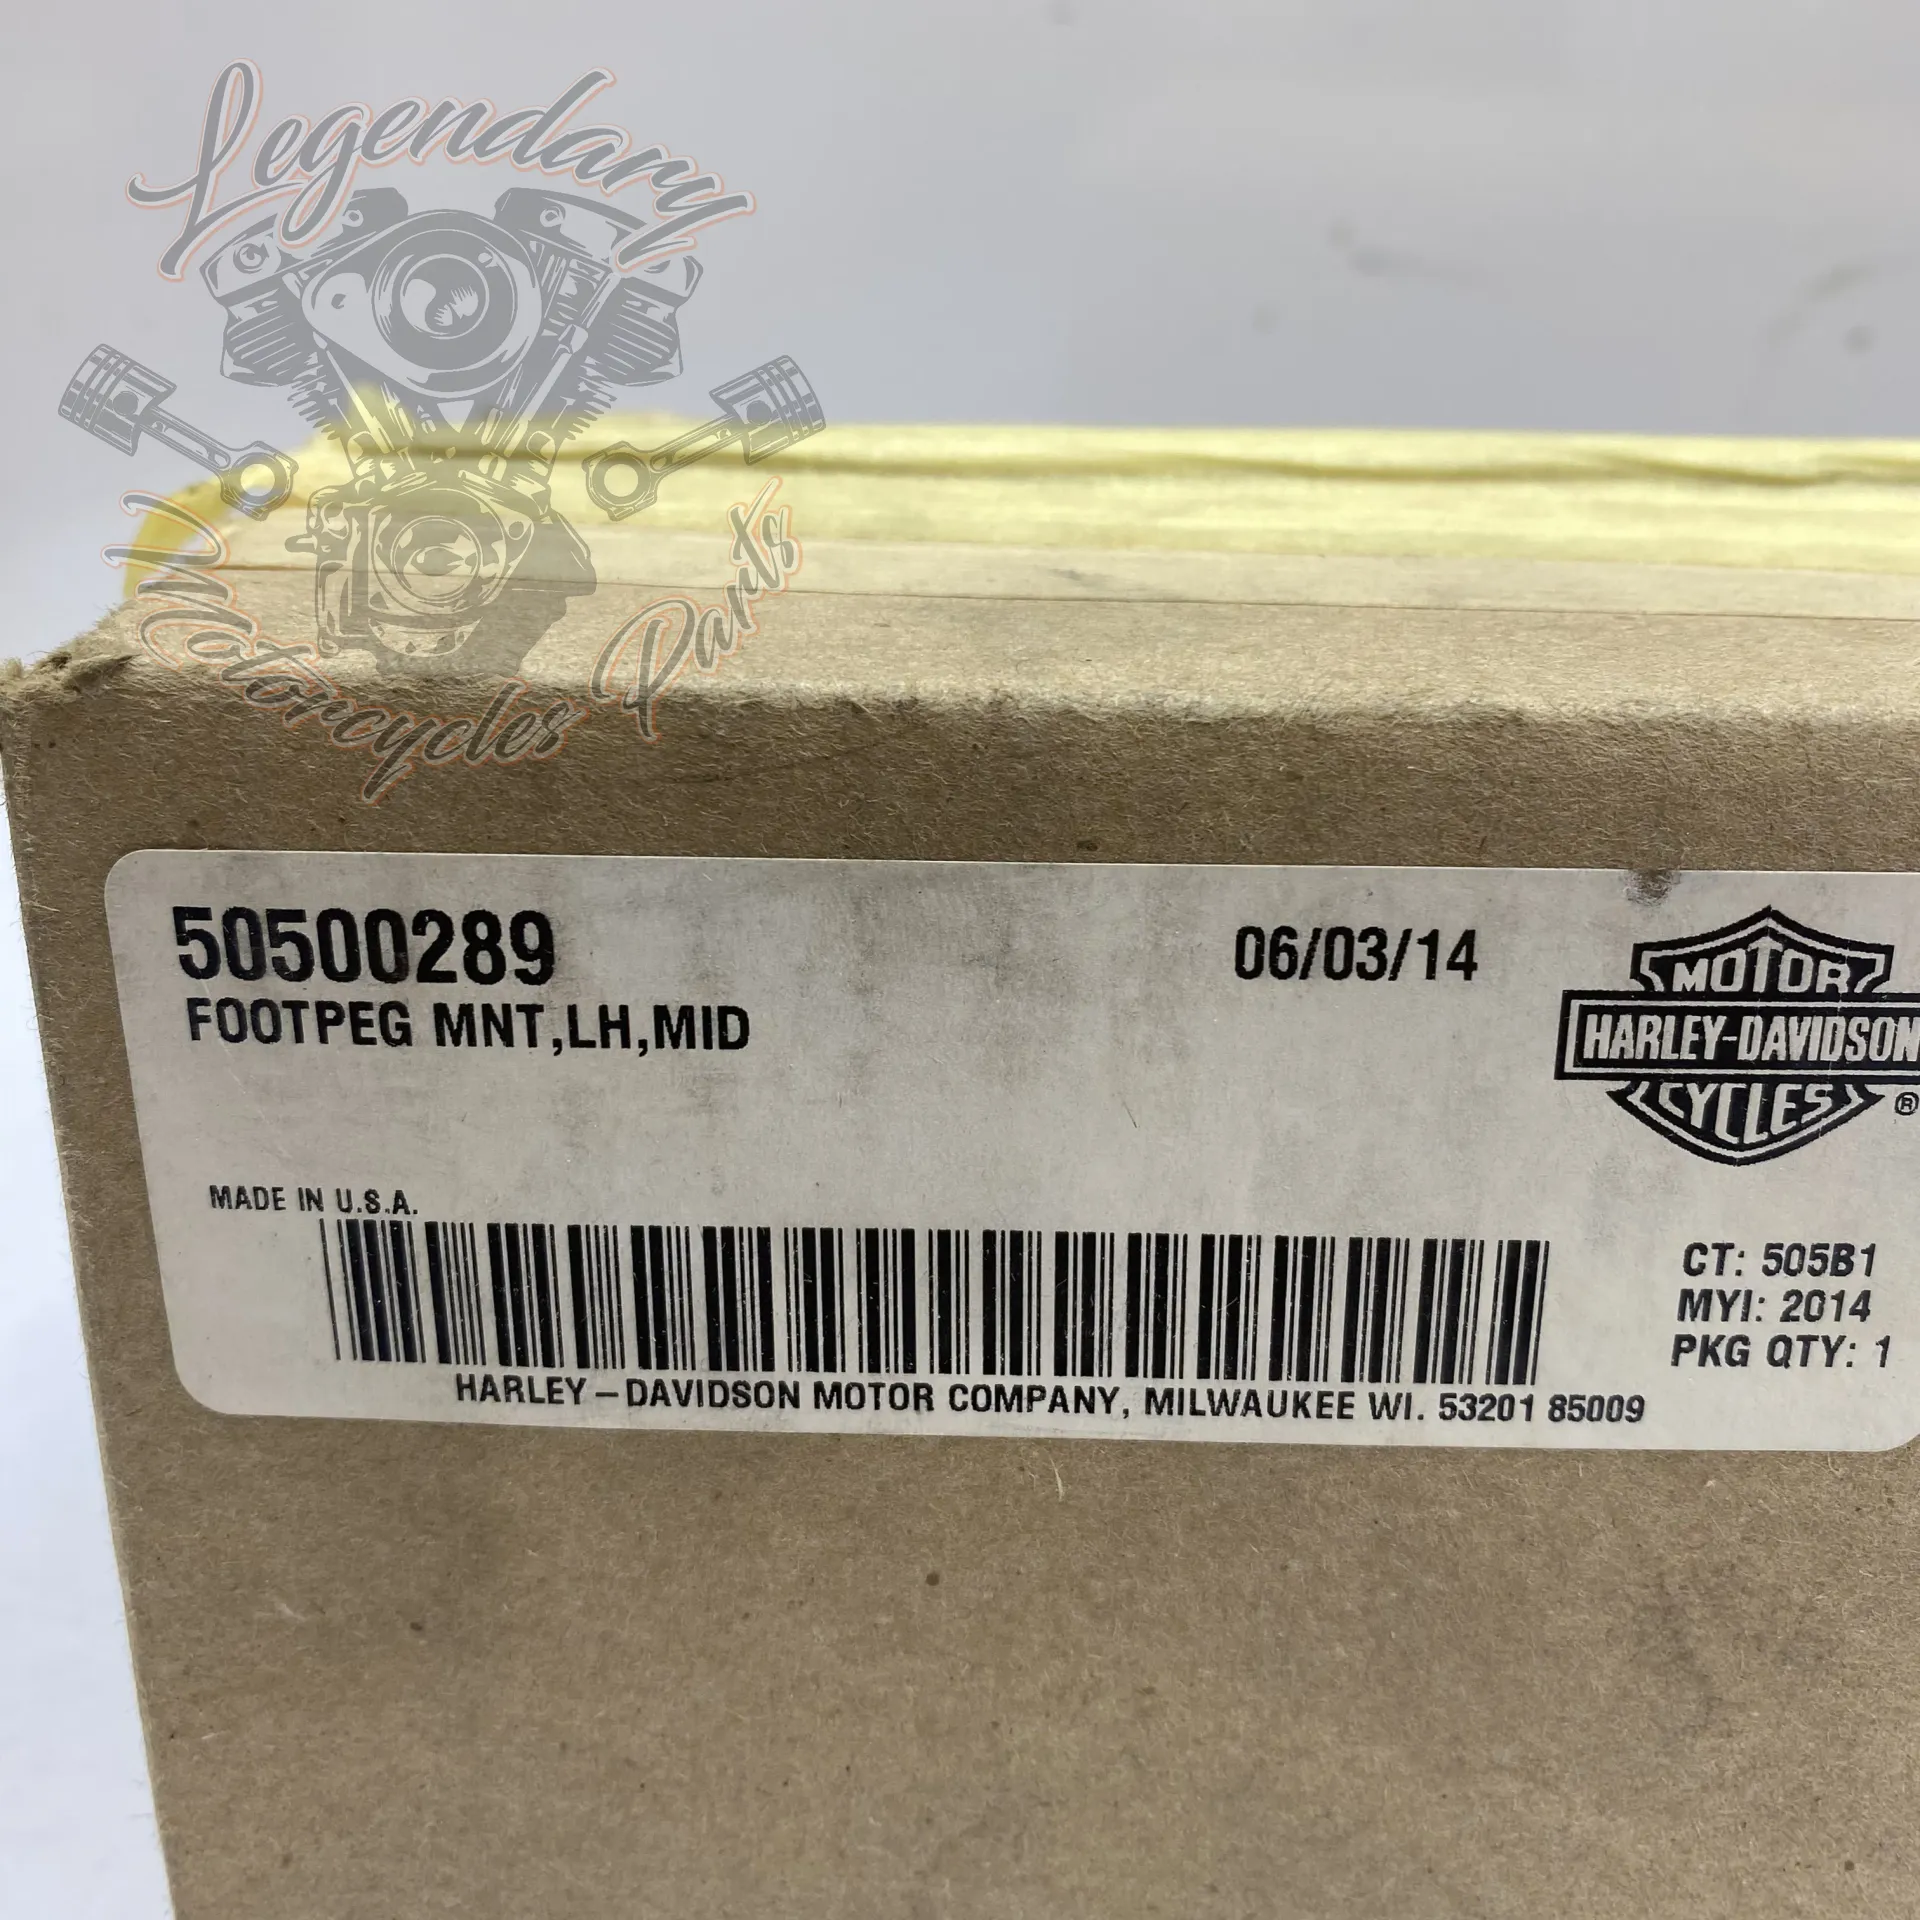 Legendary
Motorcycles Parts
50500289
06/03/14
FOOTPEG MNT,LH,MID
MOTOR
HARLEY-DAVIDSON
CYCLES
®
MADE IN U.S.A.
CT: 505B1
MYI: 2014
PKG QTY: 1
HARLEY-DAVIDSON MOTOR COMPANY, MILWAUKEE WI. 53201 85009